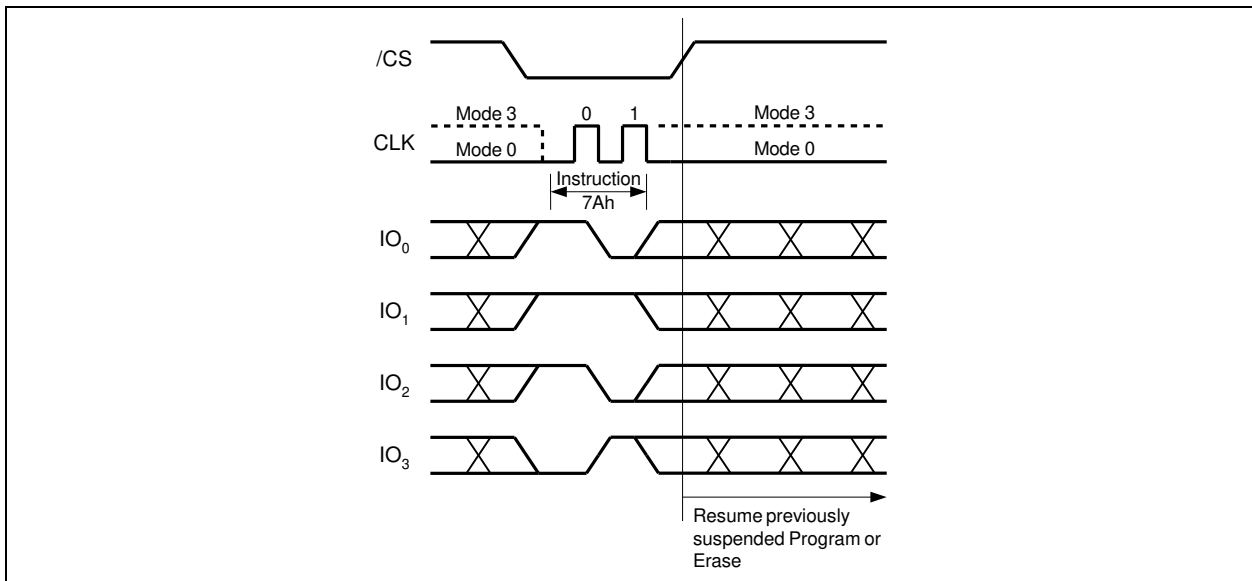 /CS
Mode 3 0 1 Mode 3
CLK
Mode 0 Mode 0
Instruction
7Ah
IO0
IO1
IO2
IO3
Resume previously
suspended Program or
Erase